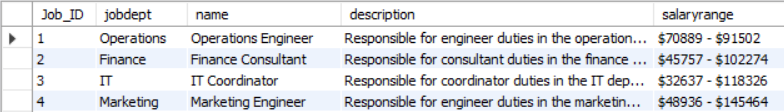 Job_ID jobdept name description salaryrange
1 Operations Operations Engineer Responsible for engineer duties in the operation... $70889 - $91502
2 Finance Finance Consultant Responsible for consultant duties in the finance ... $45757 - $102274
3 IT IT Coordinator Responsible for coordinator duties in the IT dep... $32637 - $118326
4 Marketing Marketing Engineer Responsible for engineer duties in the marketin... $48936 - $145464